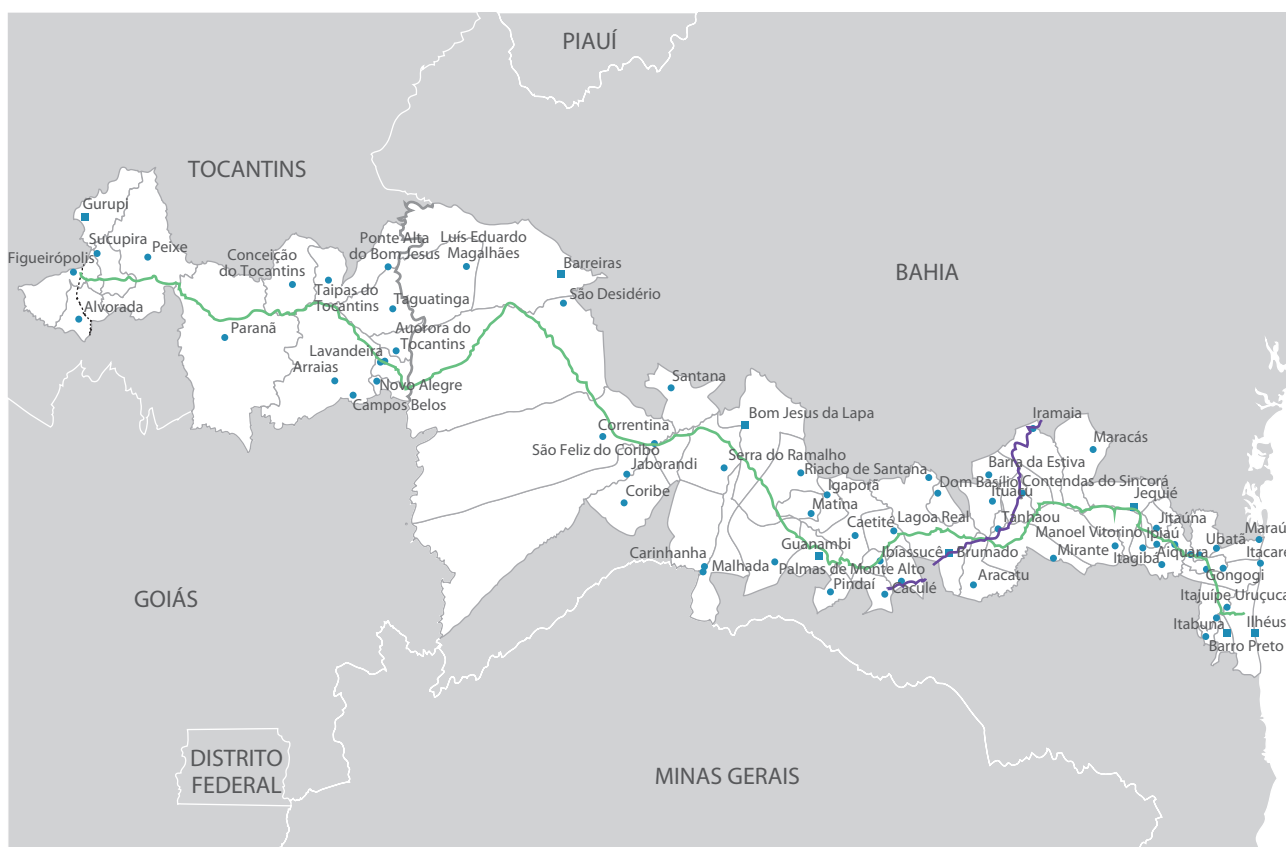 PIAUÍ
TOCANTINS
Gurupi
Sucupira
Peixe
Figueirópolis
Alvorada
Conceição
do Tocantins
Ponte Alta
do Bom Jesus
Luís Eduardo
Magalhães
Barreiras
BAHIA
São Desidério
Taipas do
Tocantins
Taguatinga
Paranã
Aurora do
Tocantins
Lavandeira
Arraias
Novo Alegre
Campos Belos
Santana
Bom Jesus da Lapa
Iramaia
Maracás
Correntina
São Feliz do Coribo
Jaborandi
Coribe
Serra do Ramalho
Riacho de Santana
Igaporã
Matina
Barra da Estiva
Dom Basílio
Contendas do Sincorá
Ituaçu
Jequié
Lagoa Real
Caetité
Tanhaçu
Manoel Vitorino
Jitaúna
Ipiaú
Ubatã
Maraú
Itacaré
Guanambi
Ibiassucê
Brumado
Mirante
Itagibá
Aiquara
Gongogi
Carinhanha
Malhada
Palmas de Monte Alto
Pindaí
Caculé
Aracatu
Itajuípe
Uruçuca
Itabuna
Ilhéus
Barro Preto
GOIÁS
DISTRITO
FEDERAL
MINAS GERAIS